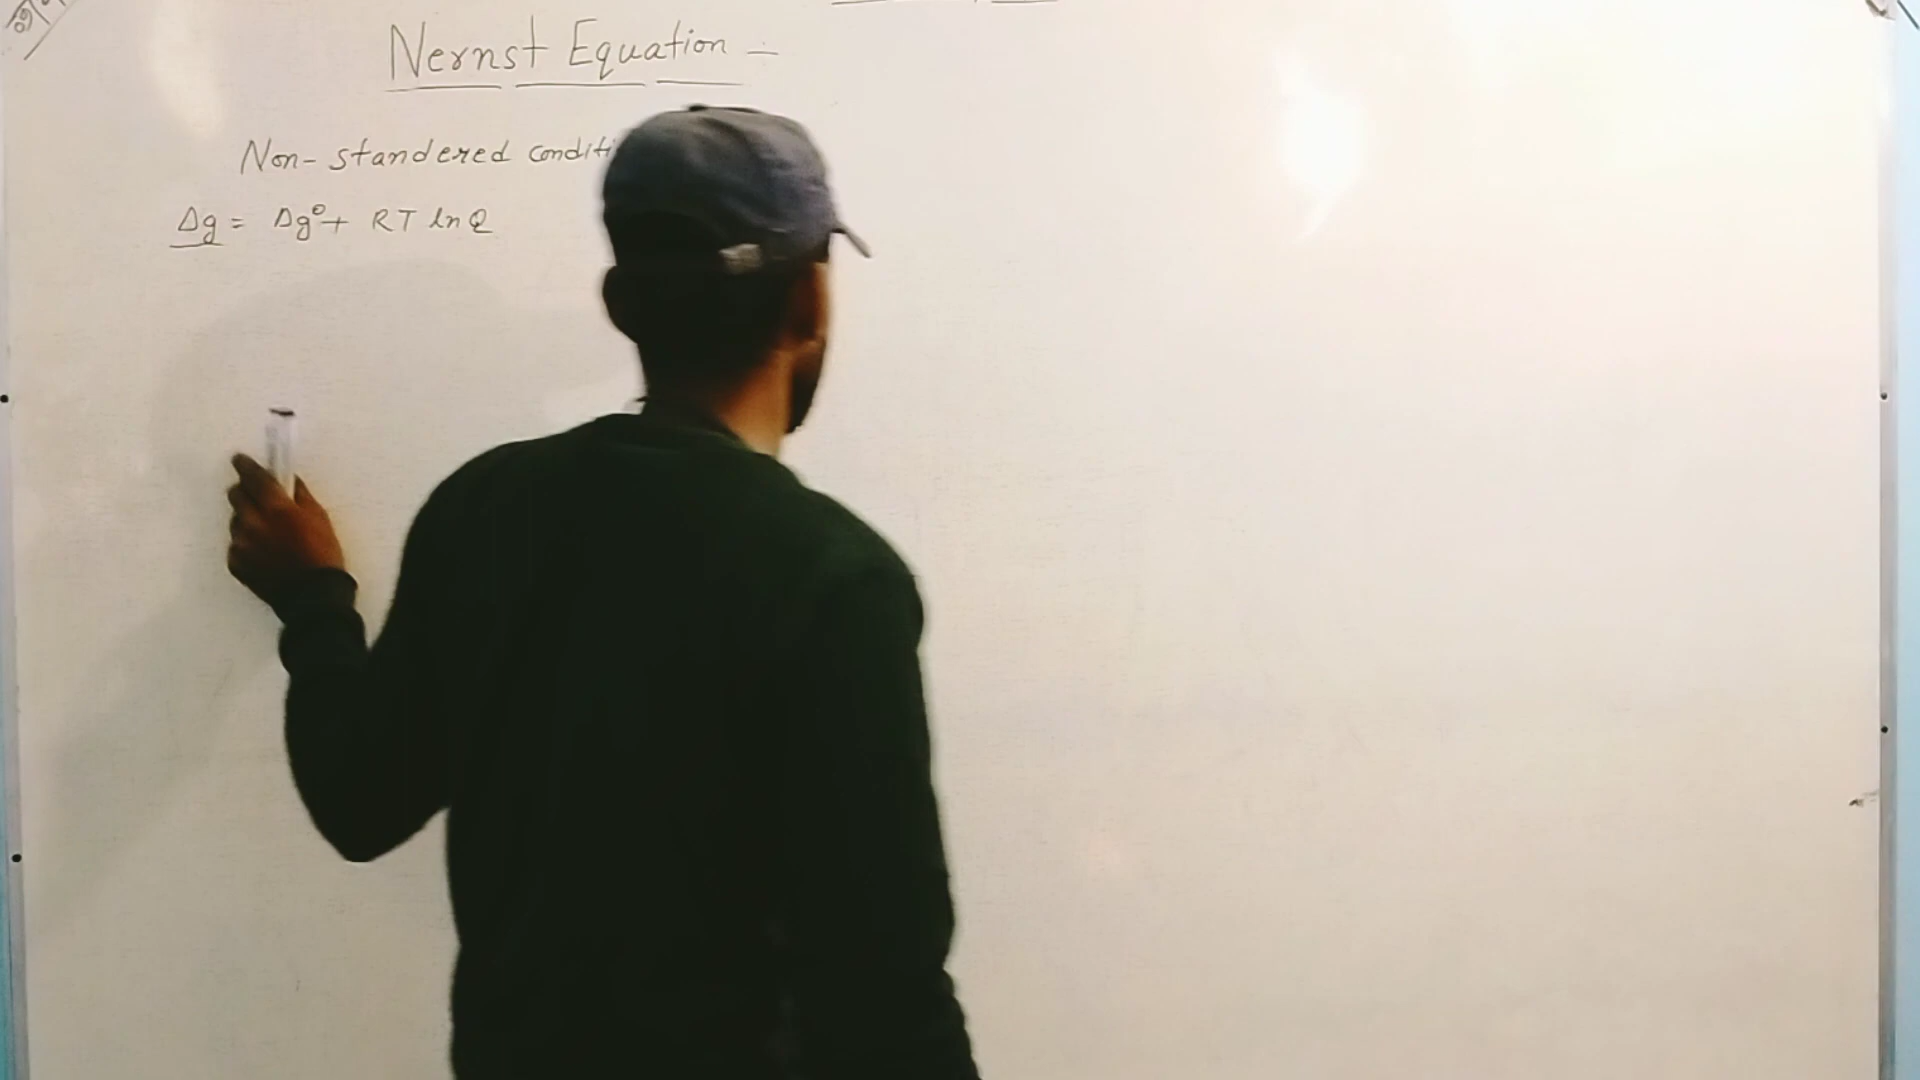 Nernst Equation -
Non-standered conditi
Δg = Δg° + RT ln Q